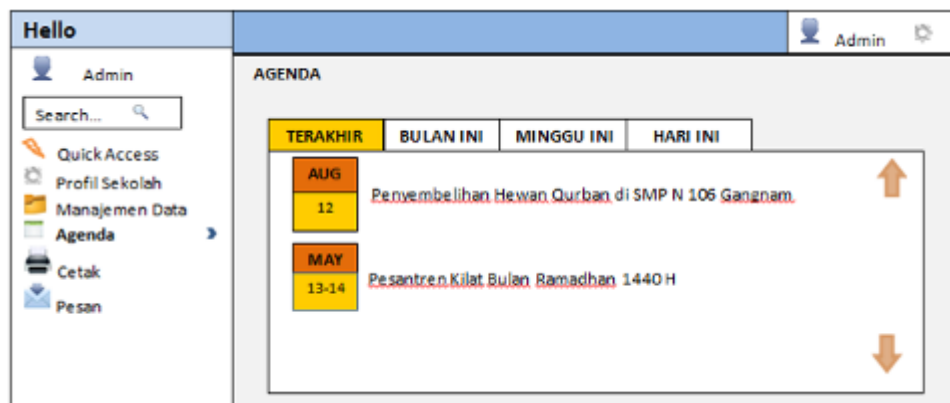 Hello
Admin
Admin
Search...
Quick Access
Profil Sekolah
Manajemen Data
Agenda
Cetak
Pesan
AGENDA
TERAKHIR BULAN INI MINGGU INI HARI INI
AUG
12
Penyembelihan Hewan Qurban di SMP N 106 Gangnam
MAY
13-14
Pesantren Kilat Bulan Ramadhan 1440 H